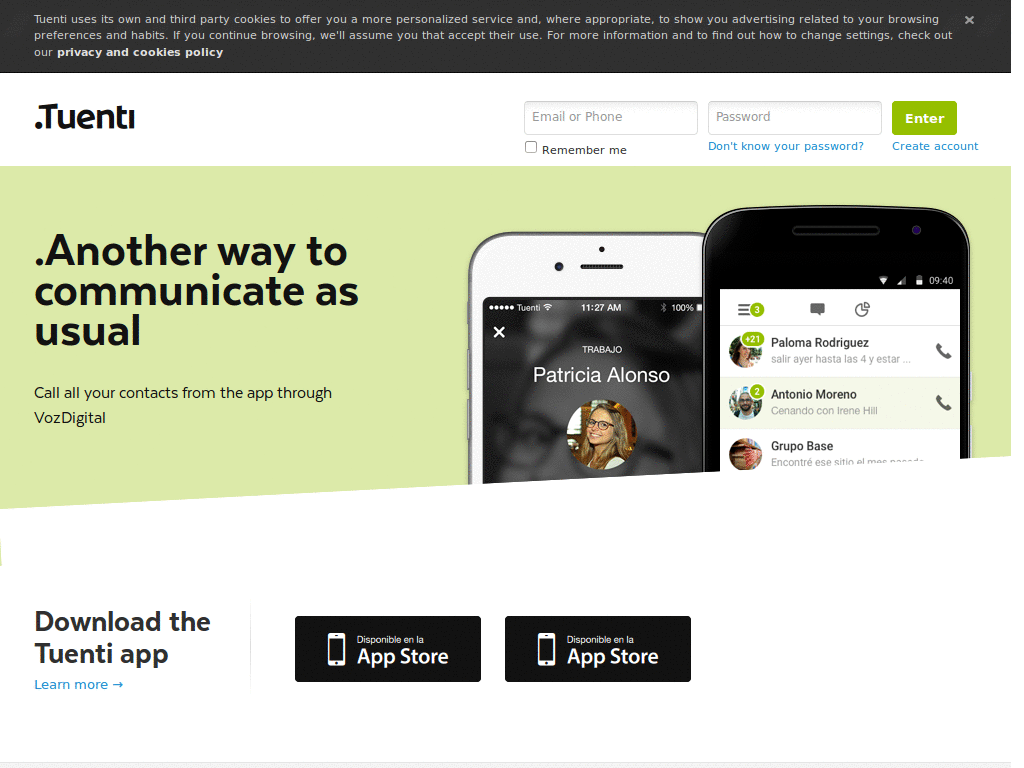 Tuenti uses its own and third party cookies to offer you a more personalized service and, where appropriate, to show you advertising related to your browsing
preferences and habits. If you continue browsing, we'll assume you that accept their use. For more information and to find out how to change settings, check out
our privacy and cookies policy
.Tuenti
Email or Phone
Password
Enter
Remember me
Don't know your password?
Create account
.Another way to
communicate as
usual
Call all your contacts from the app through
VozDigital
Tuenti
11:27 AM
100%
TRABAJO
Patricia Alonso
09:40
3
+21
Paloma Rodriguez
salir ayer hasta las 4 y estar ...
2
Antonio Moreno
Cenando con Irene Hill
Grupo Base
Encontré ese sitio el mes pasado
Download the
Tuenti app
Learn more →
Disponible en la
App Store
Disponible en la
App Store